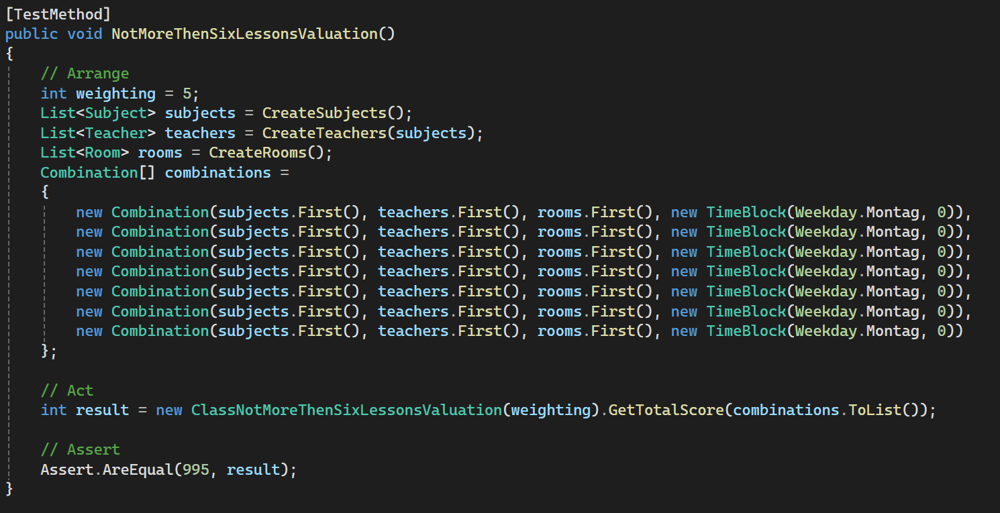 [TestMethod]
public void NotMoreThenSixLessonsValuation()
{
    // Arrange
    int weighting = 5;
    List<Subject> subjects = CreateSubjects();
    List<Teacher> teachers = CreateTeachers(subjects);
    List<Room> rooms = CreateRooms();
    Combination[] combinations =
    {
        new Combination(subjects.First(), teachers.First(), rooms.First(), new TimeBlock(Weekday.Montag, 0)),
        new Combination(subjects.First(), teachers.First(), rooms.First(), new TimeBlock(Weekday.Montag, 0)),
        new Combination(subjects.First(), teachers.First(), rooms.First(), new TimeBlock(Weekday.Montag, 0)),
        new Combination(subjects.First(), teachers.First(), rooms.First(), new TimeBlock(Weekday.Montag, 0)),
        new Combination(subjects.First(), teachers.First(), rooms.First(), new TimeBlock(Weekday.Montag, 0)),
        new Combination(subjects.First(), teachers.First(), rooms.First(), new TimeBlock(Weekday.Montag, 0)),
        new Combination(subjects.First(), teachers.First(), rooms.First(), new TimeBlock(Weekday.Montag, 0))
    };

    // Act
    int result = new ClassNotMoreThenSixLessonsValuation(weighting).GetTotalScore(combinations.ToList());

    // Assert
    Assert.AreEqual(995, result);
}